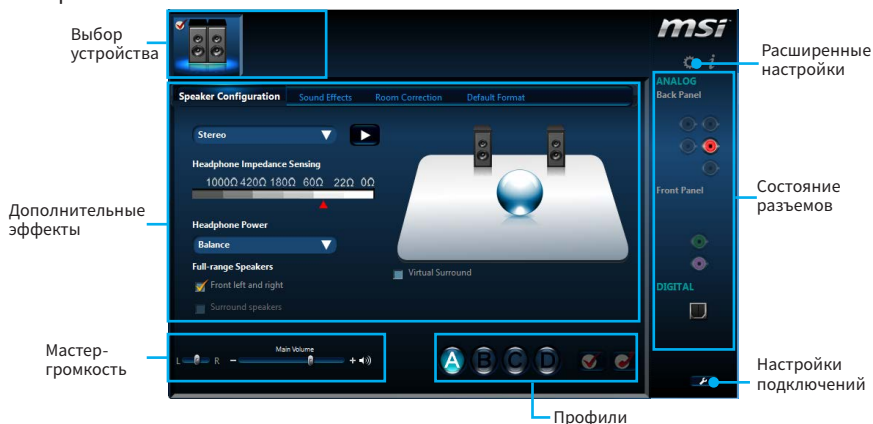 Выбор
устройства
msi
Расширенные
настройки
ANALOG
Back Panel
Speaker Configuration
Sound Effects
Room Correction
Default Format
Stereo
Headphone Impedance Sensing
1000Ω 420Ω 180Ω 60Ω 22Ω 0Ω
Дополнительные
эффекты
Headphone Power
Balance
Full-range Speakers
Front left and right
Surround speakers
Virtual Surround
Front Panel
Состояние
разъемов
DIGITAL
Мастер-
громкость
L R
Main Volume
- +
A B C D
Настройки
подключений
Профили